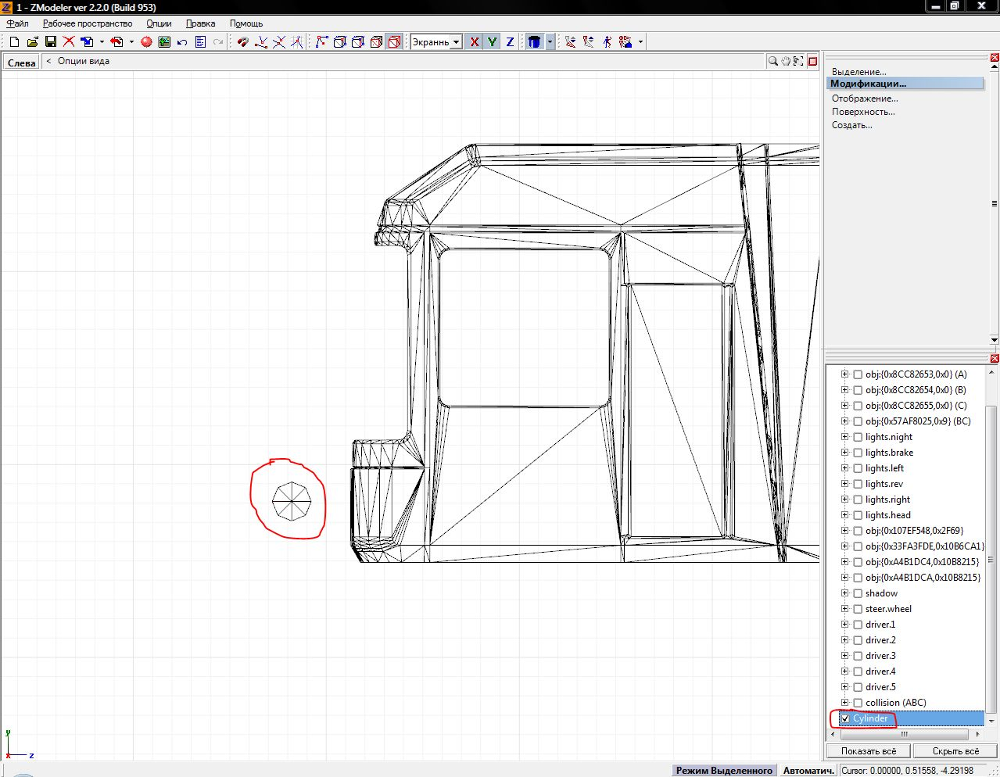 1 - ZModeler ver 2.2.0 (Build 953)
Файл Рабочее пространство Опции Правка Помощь
Экраннь X Y Z
Слева < Опции вида
Выделение...
Модификации...
Отображение...
Поверхность...
Создать...
obj:{0x8CC82653,0x0} (A)
obj:{0x8CC82654,0x0} (B)
obj:{0x8CC82655,0x0} (C)
obj:{0x57AF8025,0x9} (BC)
lights.night
lights.brake
lights.left
lights.rev
lights.right
lights.head
obj:{0x107EF548,0x2F69}
obj:{0x33FA3FDE,0x10B6CA1}
obj:{0xA4B1DC4,0x10B8215}
obj:{0xA4B1DCA,0x10B8215}
shadow
steer.wheel
driver.1
driver.2
driver.3
driver.4
driver.5
collision (ABC)
Cylinder
Показать всё Скрыть всё
y
x z
Режим Выделенного Автоматич. Cursor: 0.00000, 0.51558, -4.29198